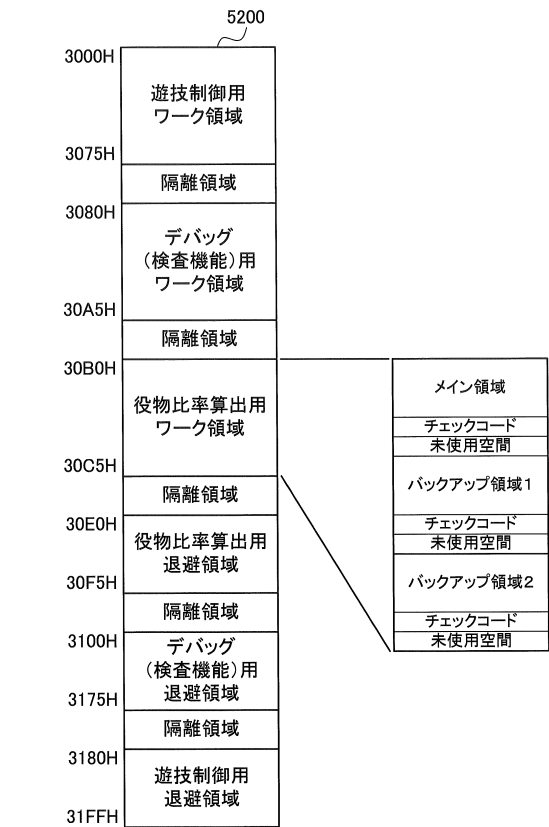 5200
3000H
遊技制御用
ワーク領域
3075H
隔離領域
3080H
デバッグ
(検査機能)用
ワーク領域
30A5H
隔離領域
30B0H
役物比率算出用
ワーク領域
30C5H
隔離領域
30E0H
役物比率算出用
退避領域
30F5H
隔離領域
3100H
デバッグ
(検査機能)用
退避領域
3175H
隔離領域
3180H
遊技制御用
退避領域
31FFH
メイン領域
チェックコード
未使用空間
バックアップ領域1
チェックコード
未使用空間
バックアップ領域2
チェックコード
未使用空間